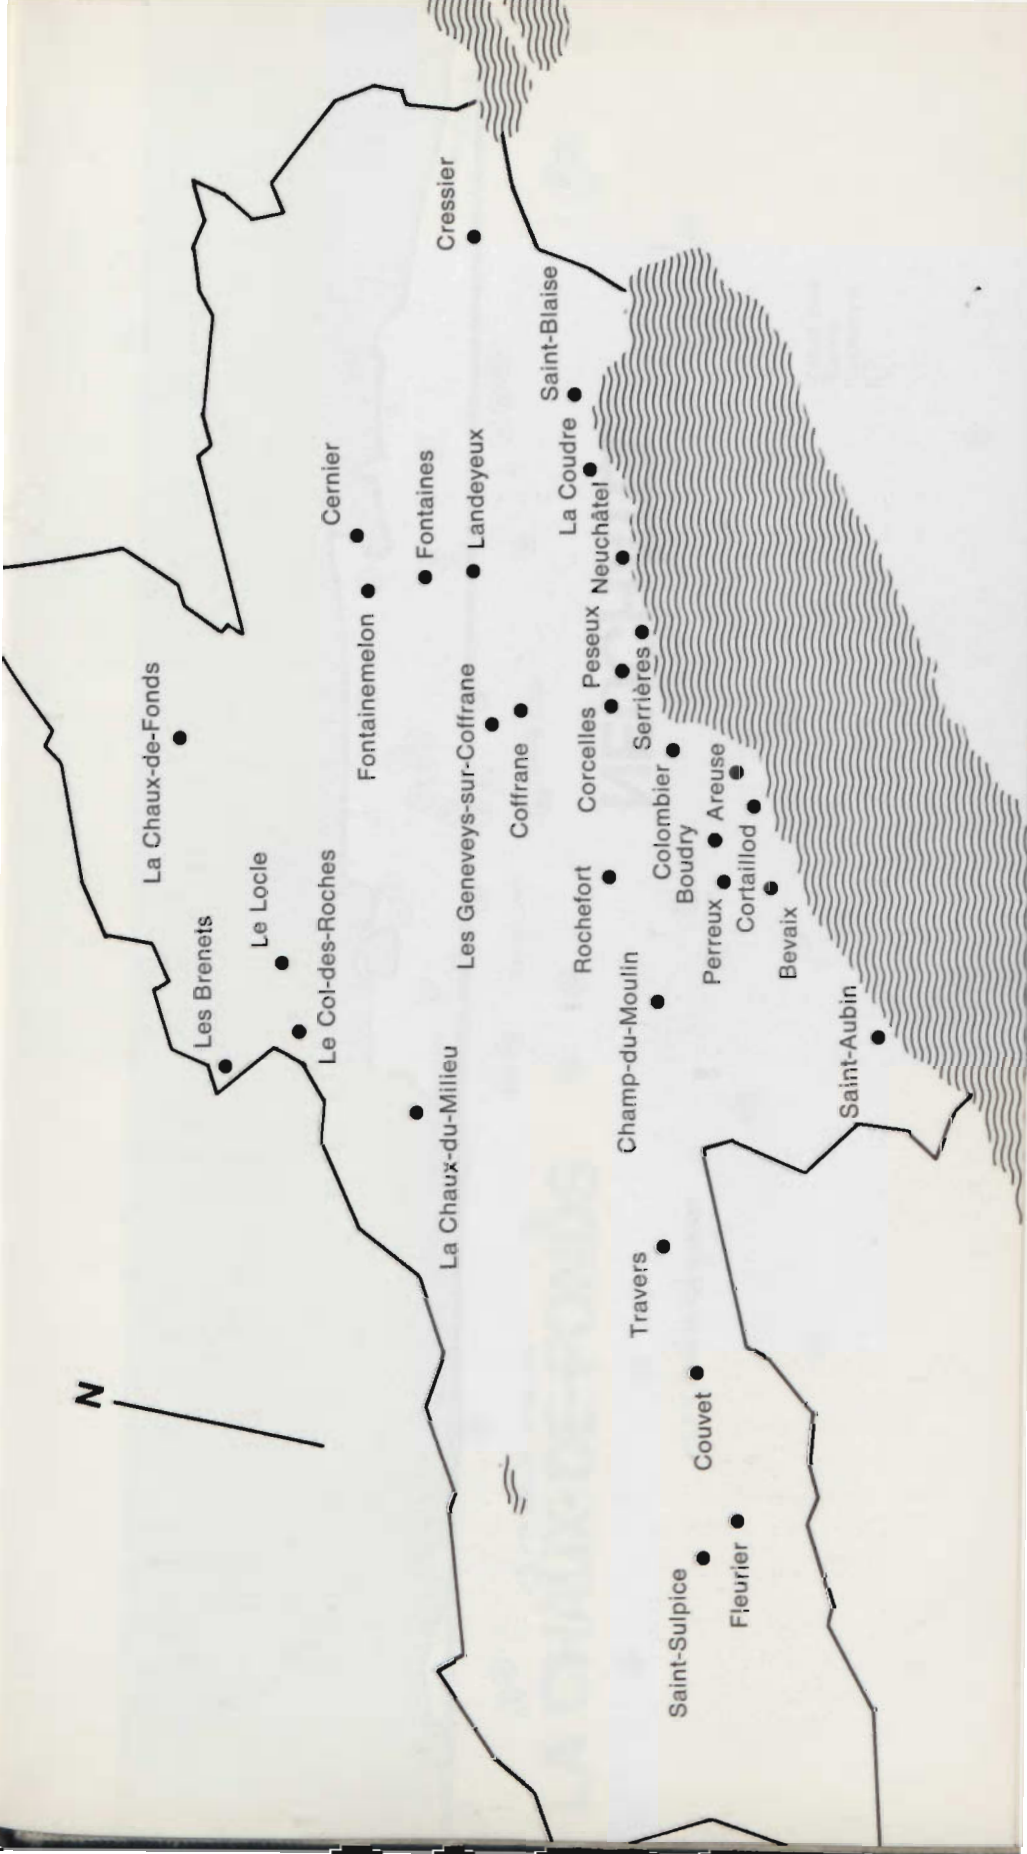 N
La Chaux-de-Fonds
Les Brenets
Le Locle
Le Col-des-Roches
Cernier
Fontainemelon
Fontaines
Cressier
La Chaux-du-Milieu
Landeyeux
Les Geneveys-sur-Coffrane
Coffrane
Saint-Blaise
La Coudre
Neuchâtel
Peseux
Corcelles
Serrières
Rochefort
Colombier
Champ-du-Moulin
Boudry
Areuse
Travers
Perreux
Cortaillod
Couvet
Bevaix
Saint-Sulpice
Fleurier
Saint-Aubin